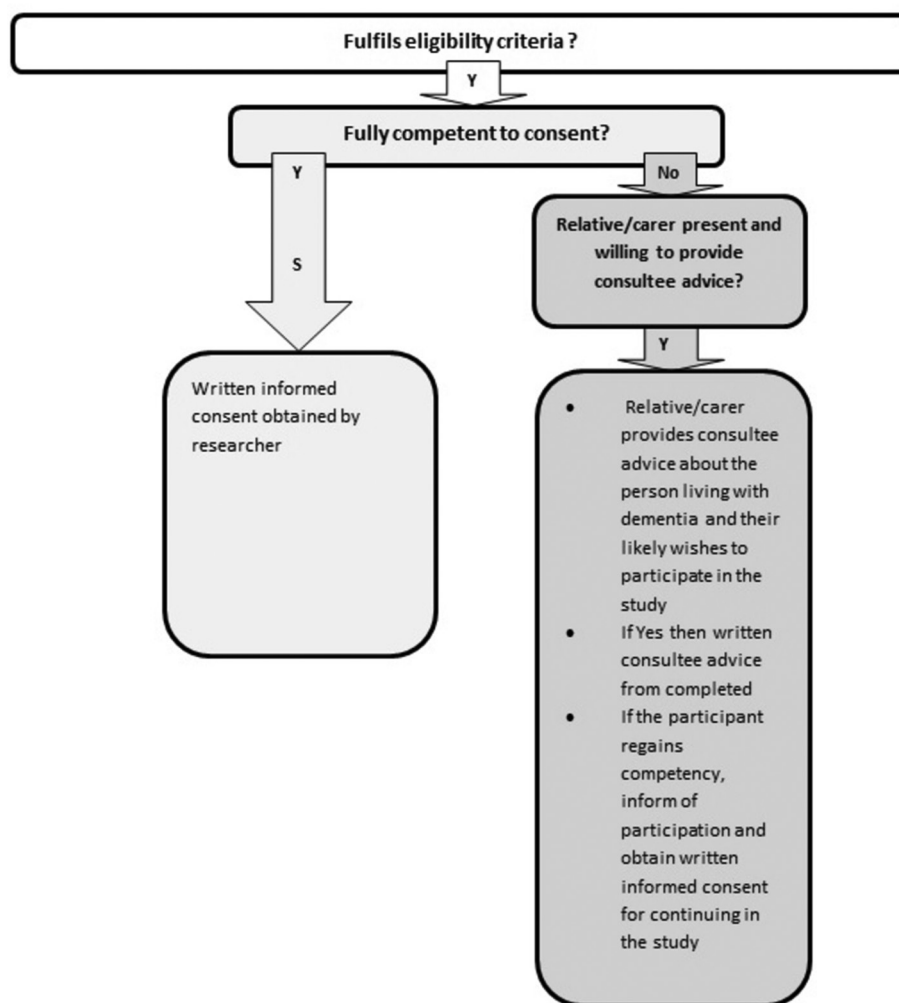 Fulfils eligibility criteria ?
Y
Fully competent to consent?
Y
S
No
Relative/carer present and
willing to provide
consultee advice?
Y
Written informed
consent obtained by
researcher
• Relative/carer
provides consultee
advice about the
person living with
dementia and their
likely wishes to
participate in the
study
• If Yes then written
consultee advice
from completed
• If the participant
regains
competency,
inform of
participation and
obtain written
informed consent
for continuing in
the study